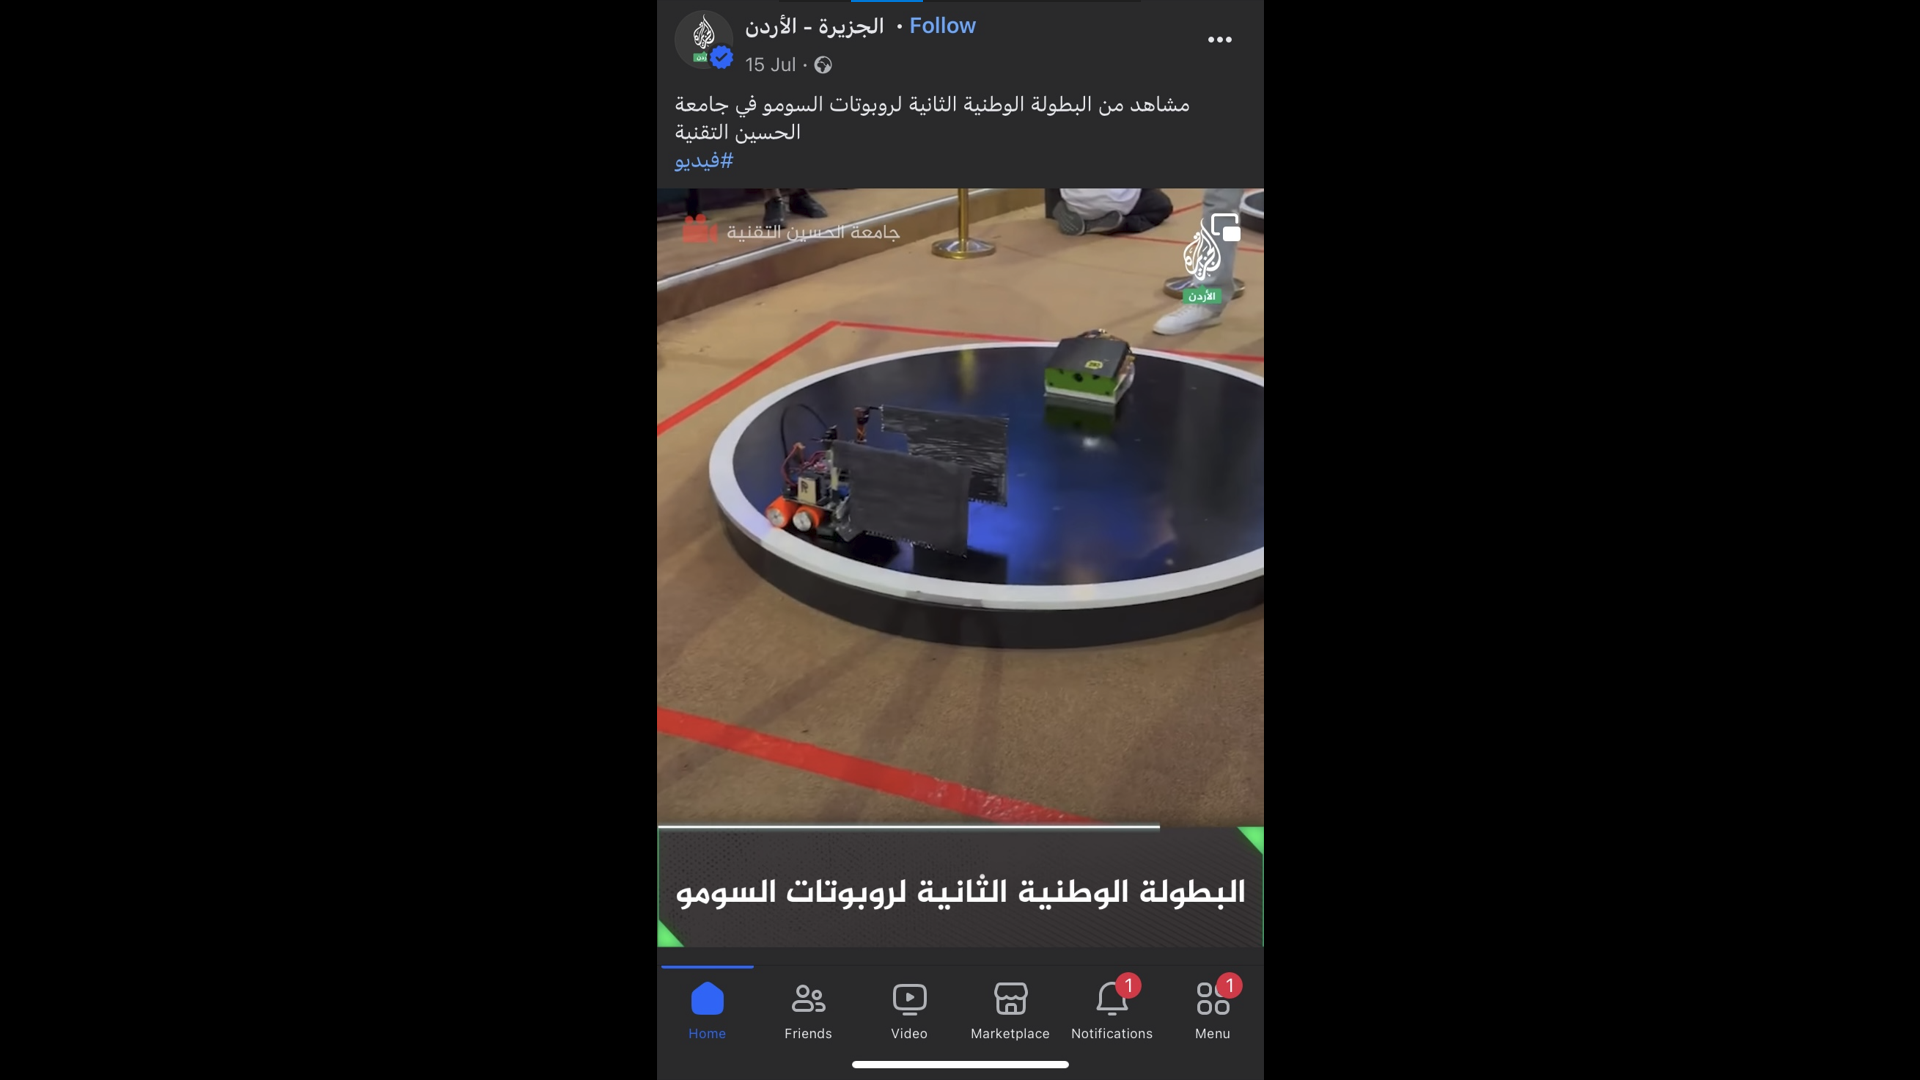 الجزيرة - الأردن • Follow
15 Jul
مشاهد من البطولة الوطنية الثانية لروبوتات السومو في جامعة
الحسين التقنية
#فيديو
جامعة الحسين التقنية
الجزيرة
الأردن
البطولة الوطنية الثانية لروبوتات السومو
1
1
Home
Friends
Video
Marketplace
Notifications
Menu